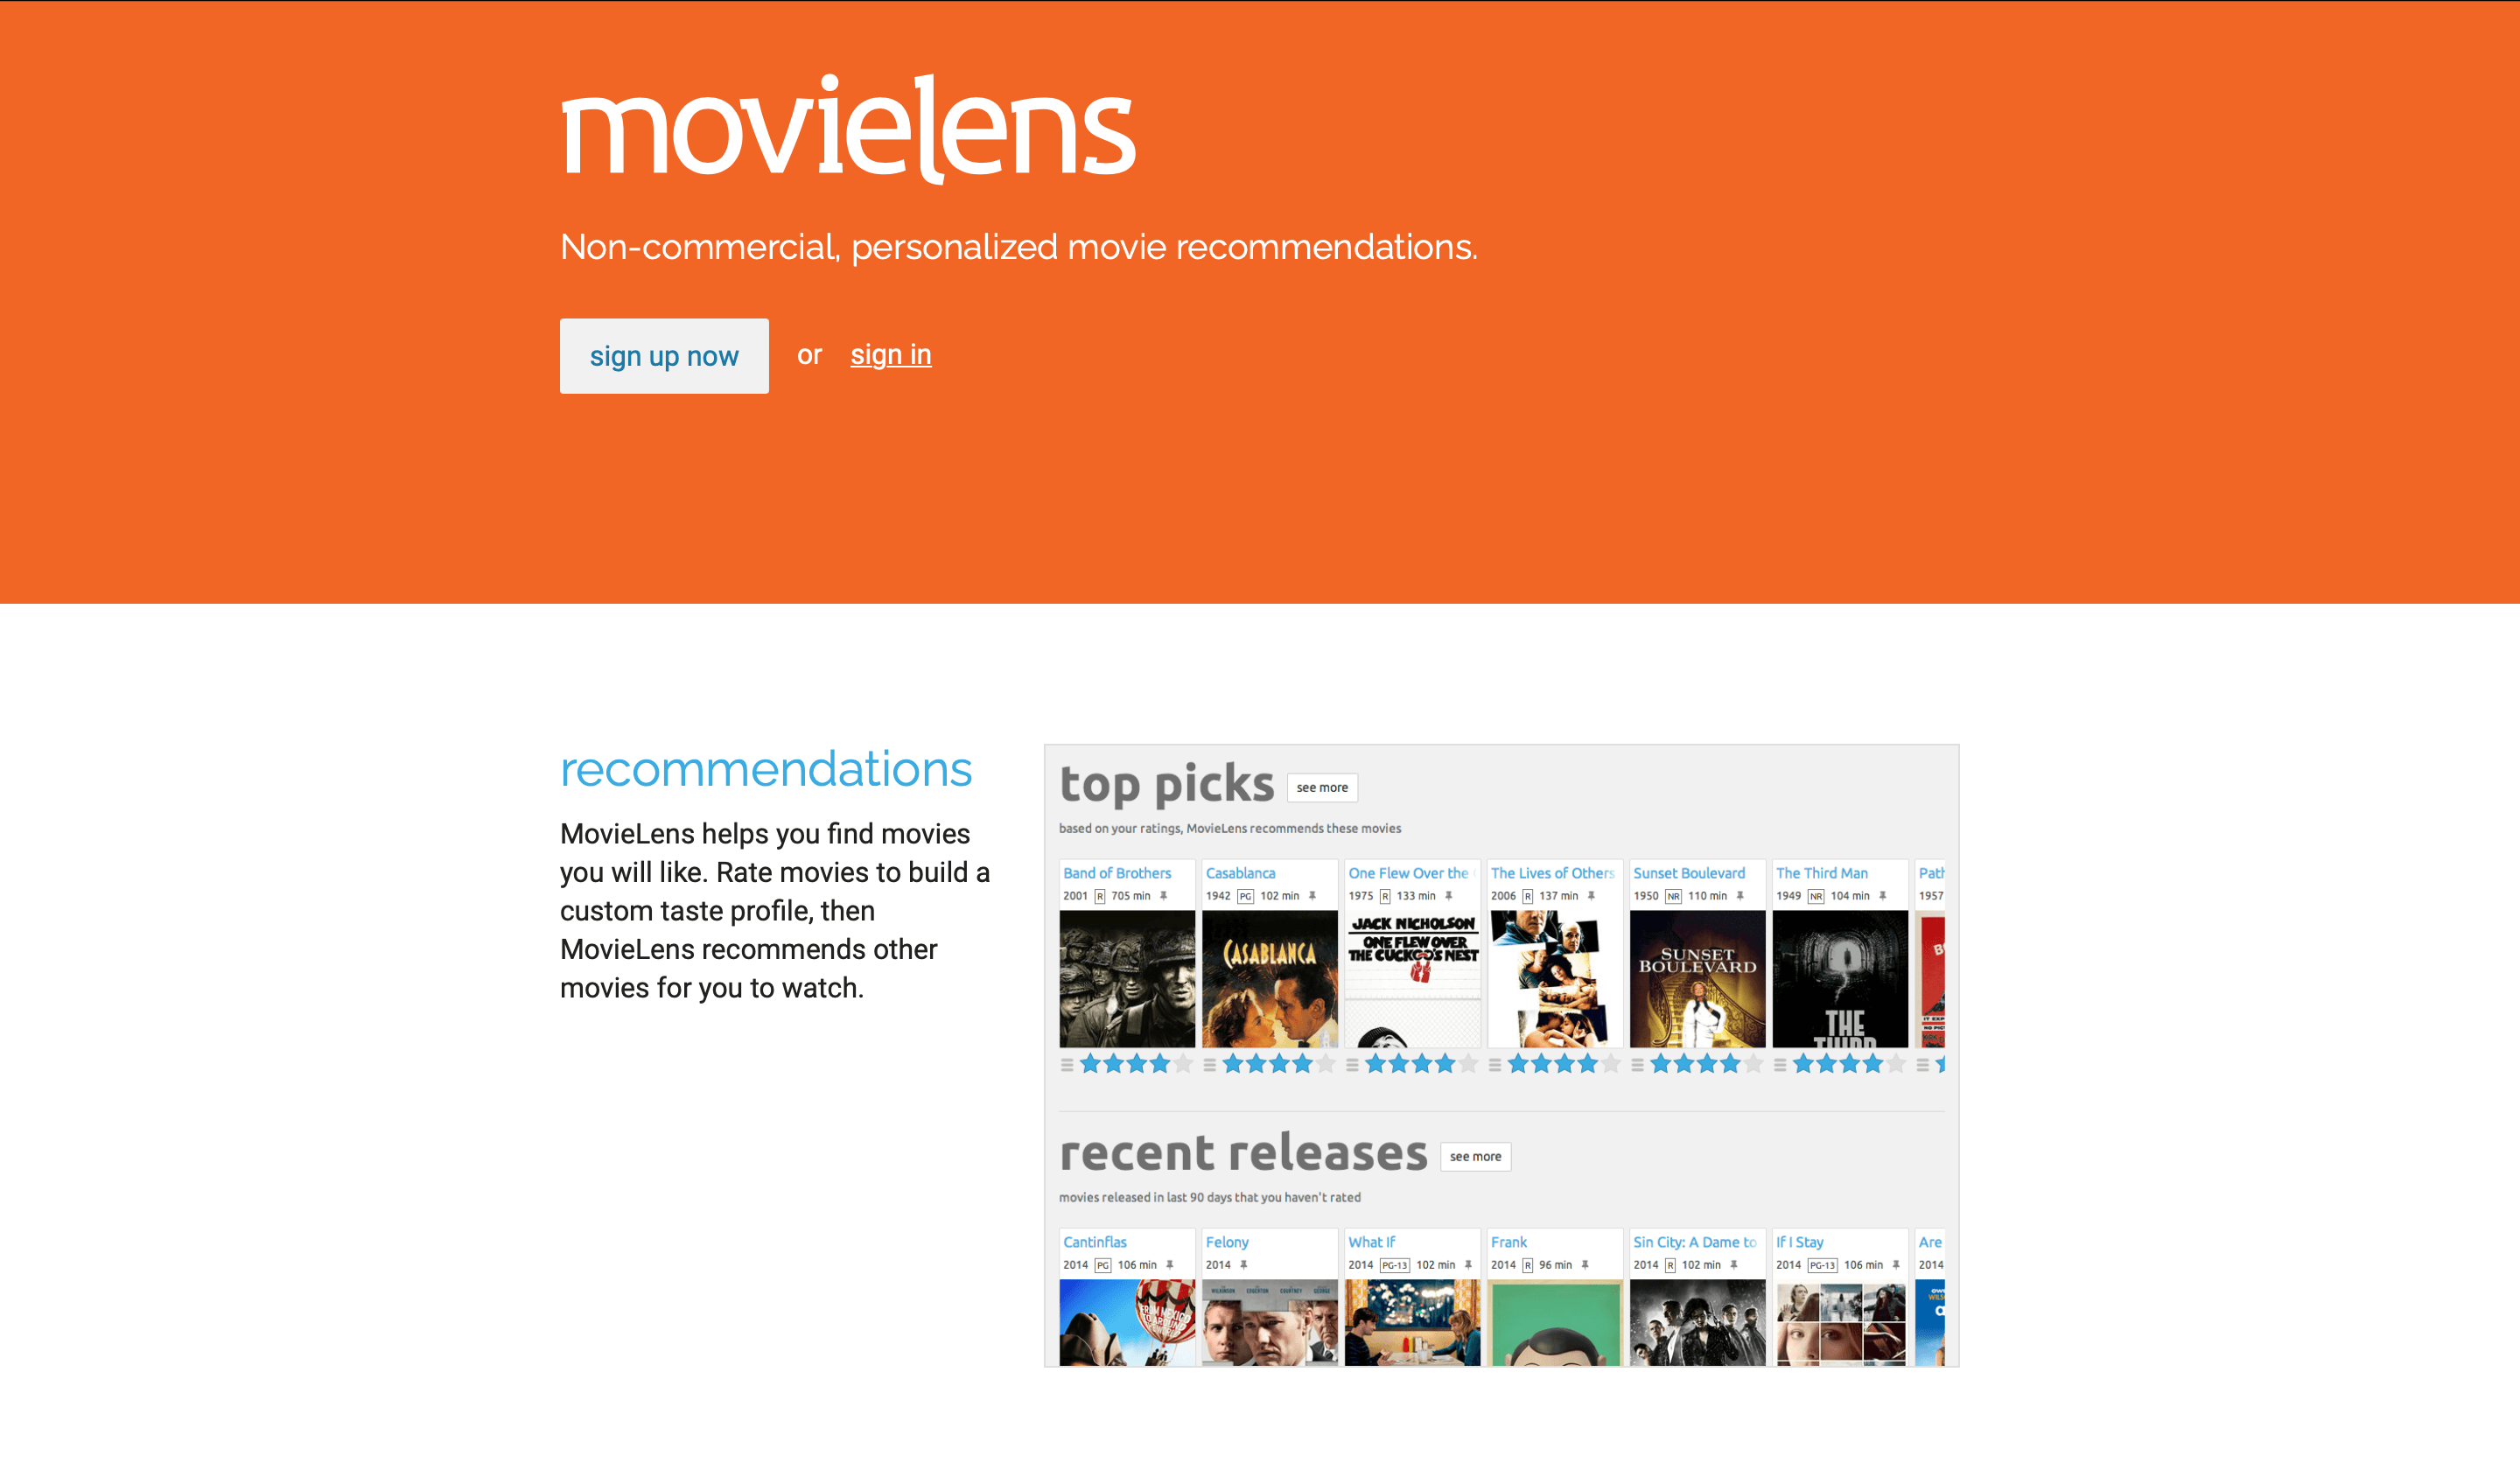 movielens
Non-commercial, personalized movie recommendations.
sign up now or sign in
recommendations
MovieLens helps you find movies
you will like. Rate movies to build a
custom taste profile, then
MovieLens recommends other
movies for you to watch.
top picks see more
based on your ratings, MovieLens recommends these movies
Band of Brothers
2001 R 705 min
Casablanca
1942 PG 102 min
CASABLANCA
One Flew Over the
1975 R 133 min
JACK NICHOLSON
ONE FLEW OVER
THE CUCKOO'S NEST
The Lives of Others
2006 R 137 min
Sunset Boulevard
1950 NR 110 min
SUNSET
BOULEVARD
The Third Man
1949 NR 104 min
THE
THIRD
Path
1957
recent releases see more
movies released in last 90 days that you haven't rated
Cantinflas
2014 PG 106 min
Felony
2014
WILKINSON EDGERTON COURTNEY GEORGE
What If
2014 PG-13 102 min
Frank
2014 R 96 min
Sin City: A Dame to
2014 R 102 min
If I Stay
2014 PG-13 106 min
Are
2014